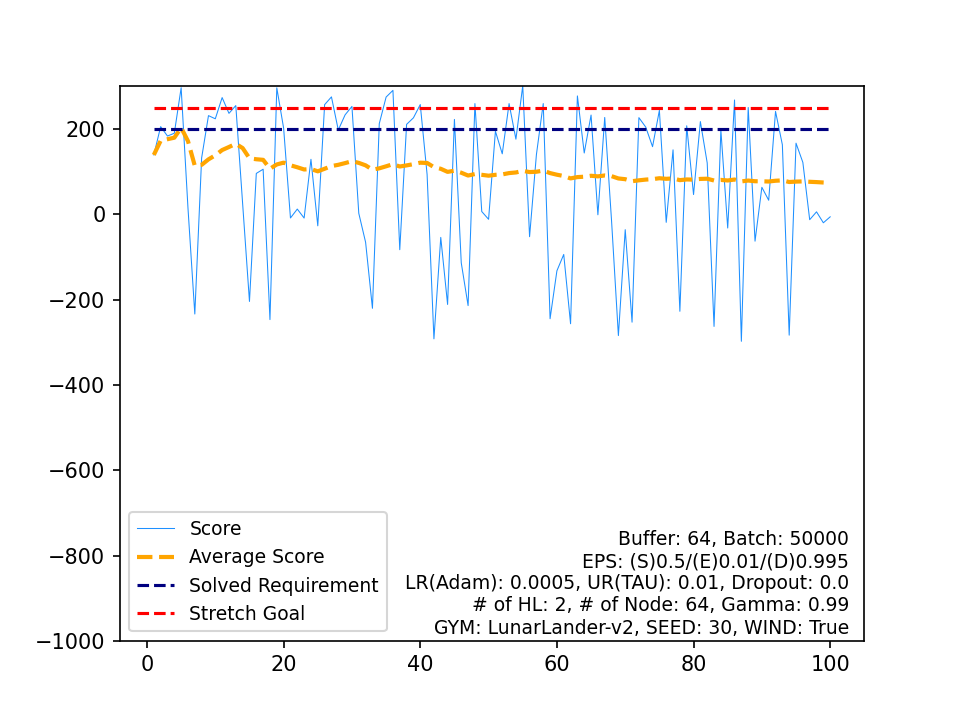 200
0
−200
−400
−600
−800
−1000
0
20
40
60
80
100
Score
Average Score
Solved Requirement
Stretch Goal
Buffer: 64, Batch: 50000
EPS: (S)0.5/(E)0.01/(D)0.995
LR(Adam): 0.0005, UR(TAU): 0.01, Dropout: 0.0
# of HL: 2, # of Node: 64, Gamma: 0.99
GYM: LunarLander-v2, SEED: 30, WIND: True